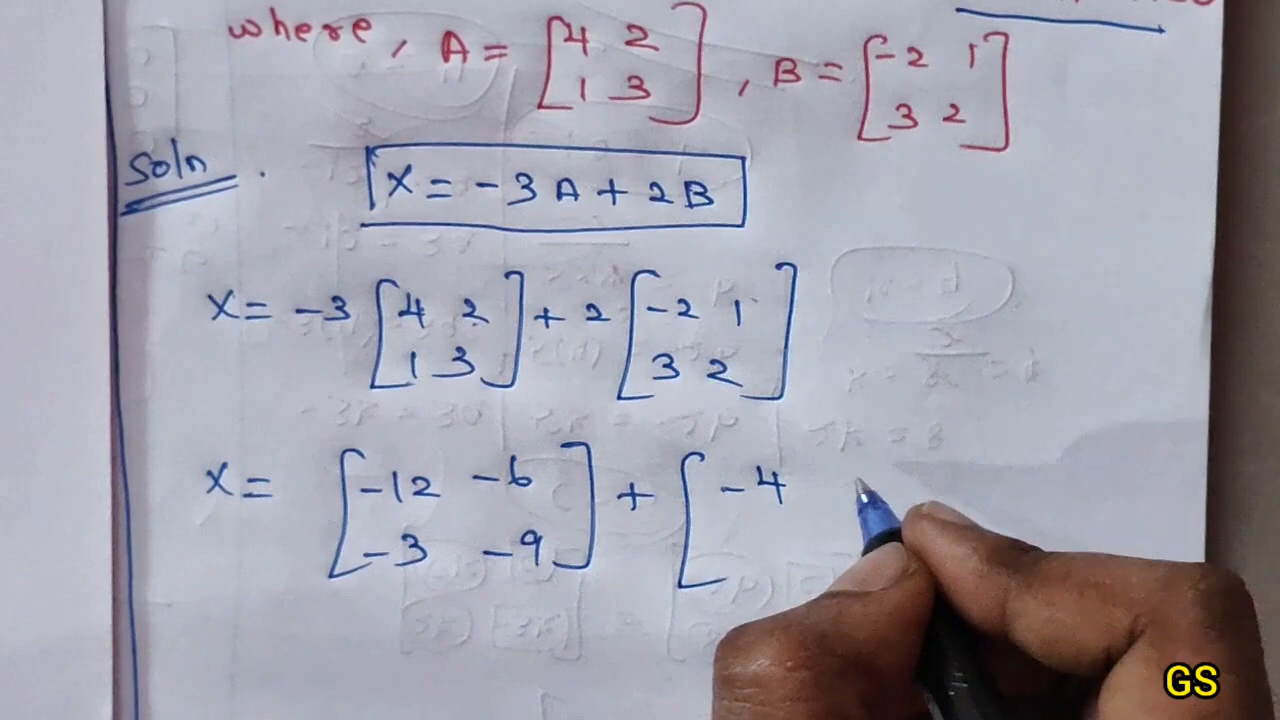 where, A = [4 2
1 3], B = [-2 1
3 2]
Soln.
X = -3A + 2B
X = -3 [4 2
1 3] + 2 [-2 1
3 2]
X = [-12 -6
-3 -9] + [-4
GS